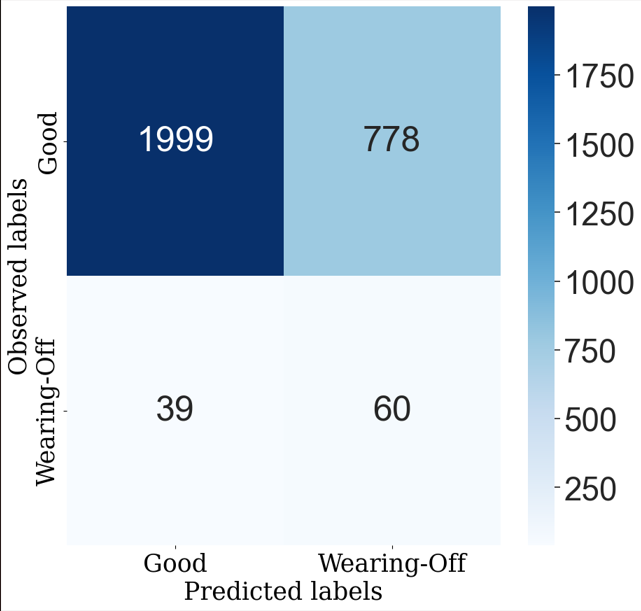 Observed labels
Good
Wearing-Off
1999
778
39
60
Good
Wearing-Off
Predicted labels
1750
1500
1250
1000
750
500
250